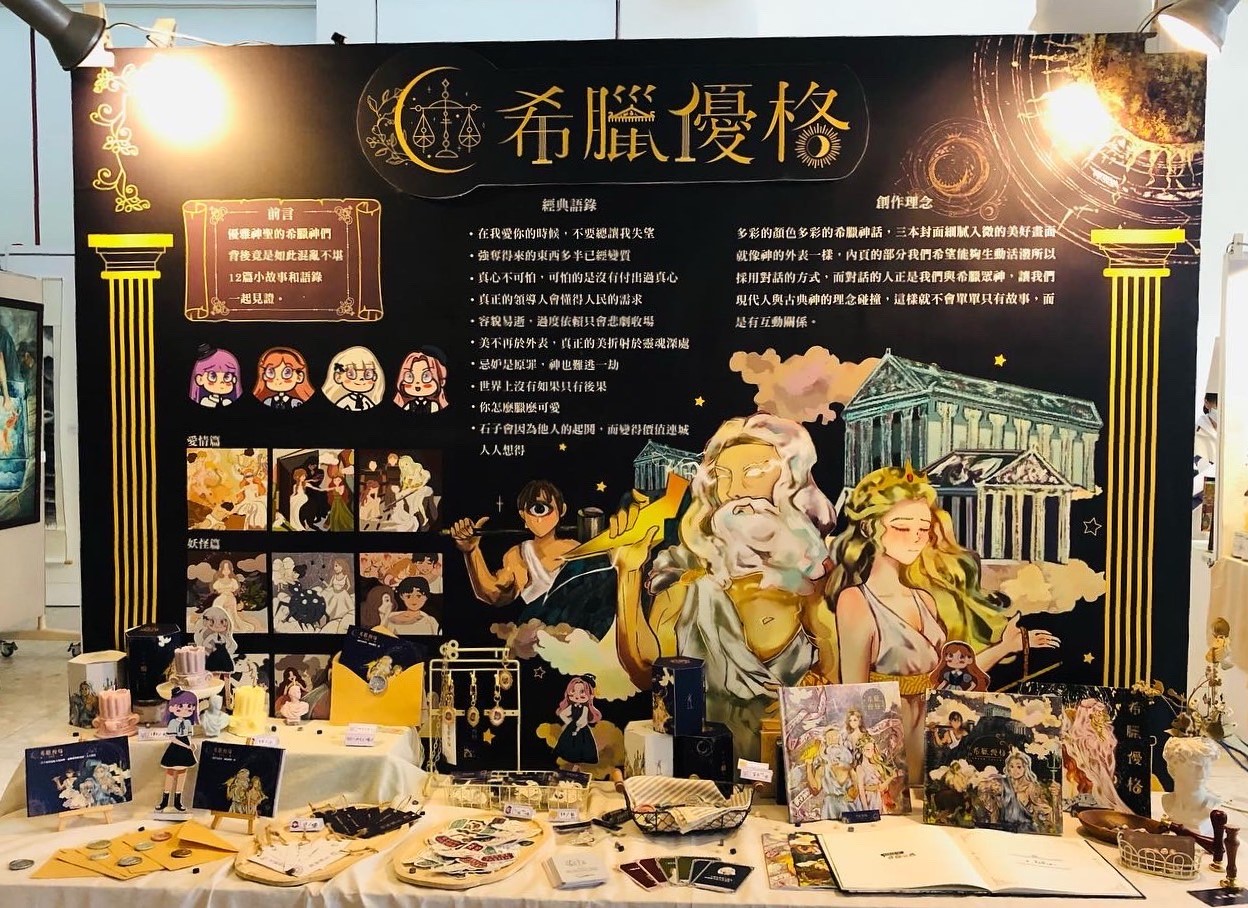 希臘優格
前言
優雅神聖的希臘神們
背後竟是如此混亂不堪
12篇小故事和語錄
一起見證。
經典語錄
・在我愛你的時候，不要總讓我失望
・強奪得來的東西多半已經變質
・真心不可怕，可怕的是沒有付出過真心
・真正的領導人會懂得人民的需求
・容貌易逝，過度依賴只會悲劇收場
・美不再於外表，真正的美折射於靈魂深處
・忌妒是原罪，神也難逃一劫
・世界上沒有如果只有後果
・你怎麼臘麼可愛
・石子會因為他人的起鬨，而變得價值連城
人人想得
創作理念
多彩的顏色多彩的希臘神話，三本封面細膩入微的美好畫面
就像神的外表一樣，內頁的部分我們希望能夠生動活潑所以
採用對話的方式，而對話的人正是我們與希臘眾神，讓我們
現代人與古典神的理念碰撞，這樣就不會單單只有故事，而
是有互動關係。
愛情篇
妖怪篇
希臘優格
希臘優格
希臘優格
希臘優格